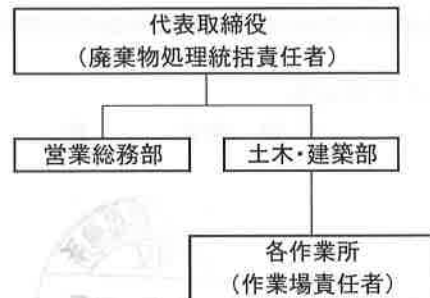 代表取締役
（廃棄物処理統括責任者）
営業総務部
土木・建築部
各作業所
（作業場責任者）